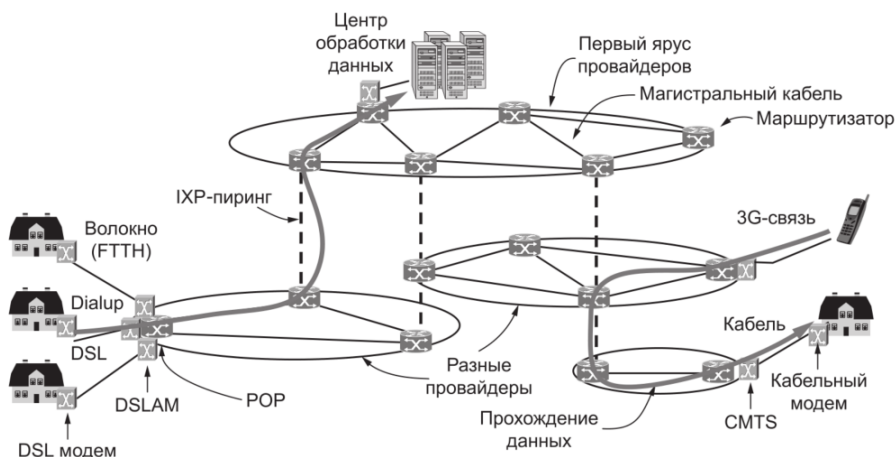 Центр
обработки
данных
Первый ярус
провайдеров
Магистральный кабель
Маршрутизатор
IXP-пиринг
3G-связь
Волокно
(FTTH)
Dialup
DSL
Кабель
Разные
провайдеры
DSLAM
POP
Прохождение
данных
CMTS
Кабельный
модем
DSL модем